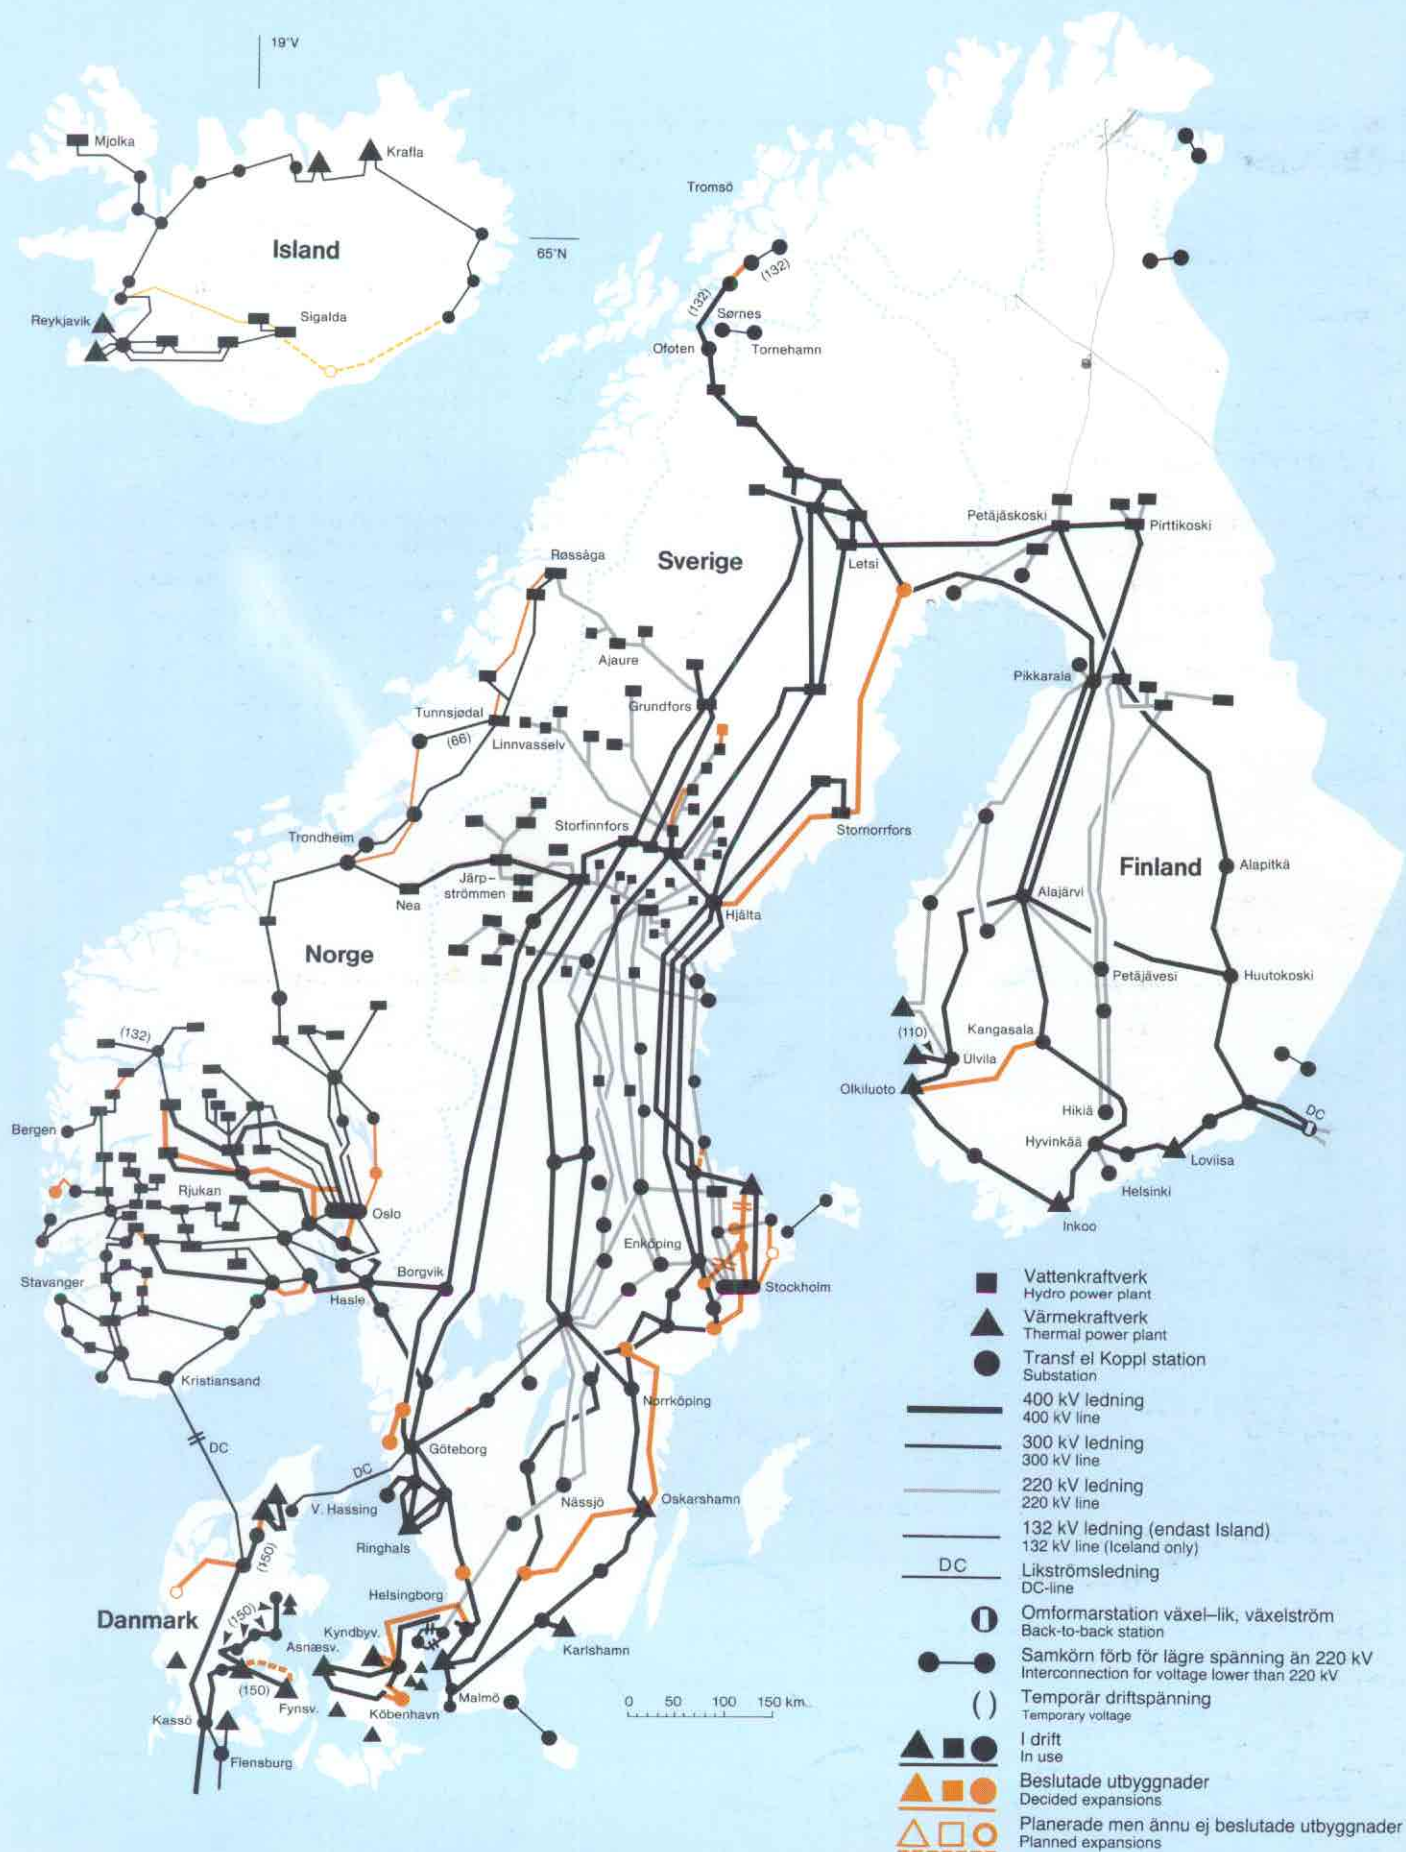 19°V
Mjolka
Krafla
Tromsö
Island
65°N
(132)
(132)
Reykjavik
Sigalda
Sørnes
Ofoten
Tornehamn
Petäjäskoski
Pirttikoski
Røssåga
Sverige
Letsi
Ajaure
Pikkarala
Tunnsjødal
Grundfors
(66)
Linnvasselv
Trondheim
Storfinnfors
Stornorrfors
Finland
Alapitkä
Järp-
strömmen
Nea
Alajärvi
Hjälta
Norge
Petäjävesi
Huutokoski
(132)
Kangasala
(110)
Ulvila
Olkiluoto
DC
Bergen
Hikiä
Hyvinkää
Loviisa
Rjukan
Helsinki
Oslo
Inkoo
Enköping
Stavanger
Borgvik
Stockholm
Hasle
Kristiansand
Norrköping
DC
Göteborg
DC
V. Hassing
Nässjö
Oskarshamn
Ringhals
(150)
Helsingborg
Danmark
(150)
Kyndbyv.
Asnæsv.
Karlshamn
(150)
Fynsv.
Malmö
Köbenhavn
Kassö
Flensburg
0 50 100 150 km..
Vattenkraftverk
Hydro power plant
Värmekraftverk
Thermal power plant
Transf el Koppl station
Substation
400 kV ledning
400 kV line
300 kV ledning
300 kV line
220 kV ledning
220 kV line
132 kV ledning (endast Island)
132 kV line (Iceland only)
DC
Likströmsledning
DC-line
Omformarstation växel–lik, växelström
Back-to-back station
Samkörn förb för lägre spänning än 220 kV
Interconnection for voltage lower than 220 kV
( )
Temporär driftspänning
Temporary voltage
I drift
In use
Beslutade utbyggnader
Decided expansions
Planerade men ännu ej beslutade utbyggnader
Planned expansions